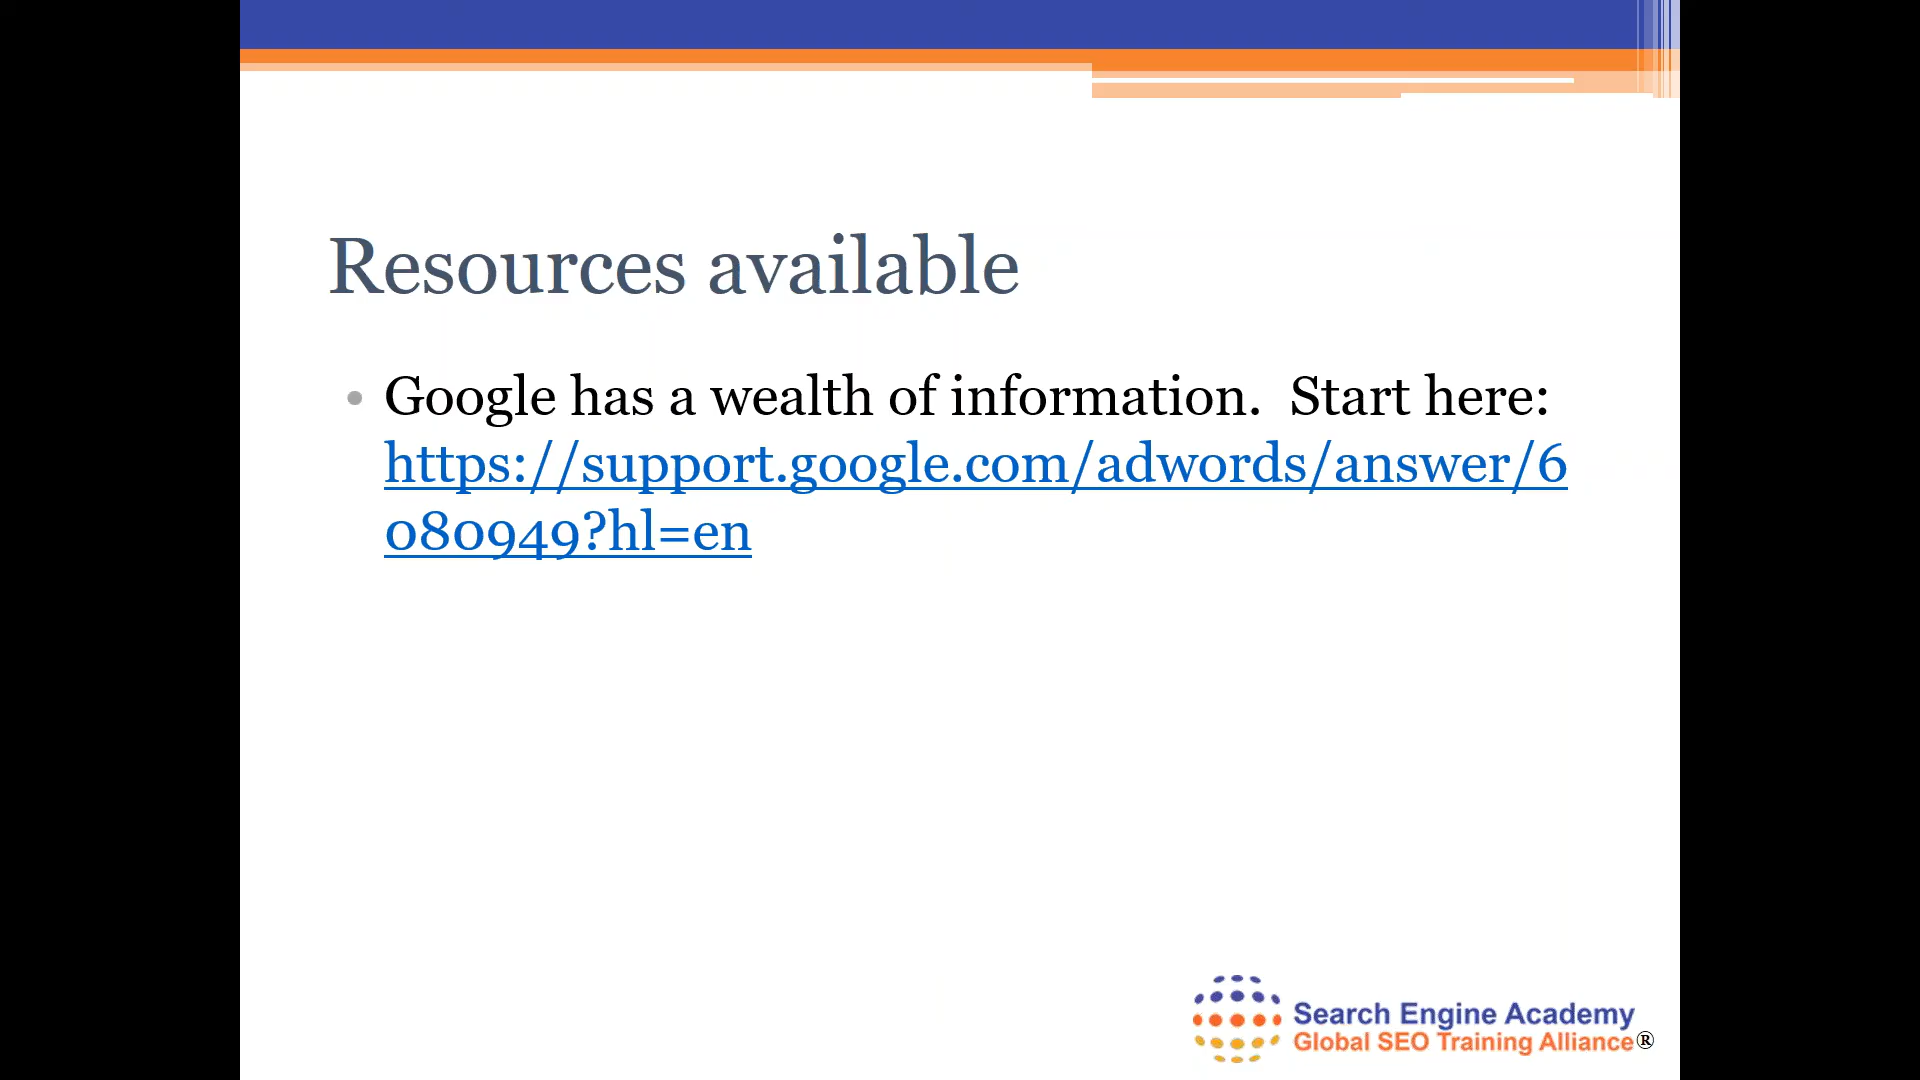 Resources available
• Google has a wealth of information.  Start here:
https://support.google.com/adwords/answer/6
080949?hl=en
Search Engine Academy
Global SEO Training Alliance®